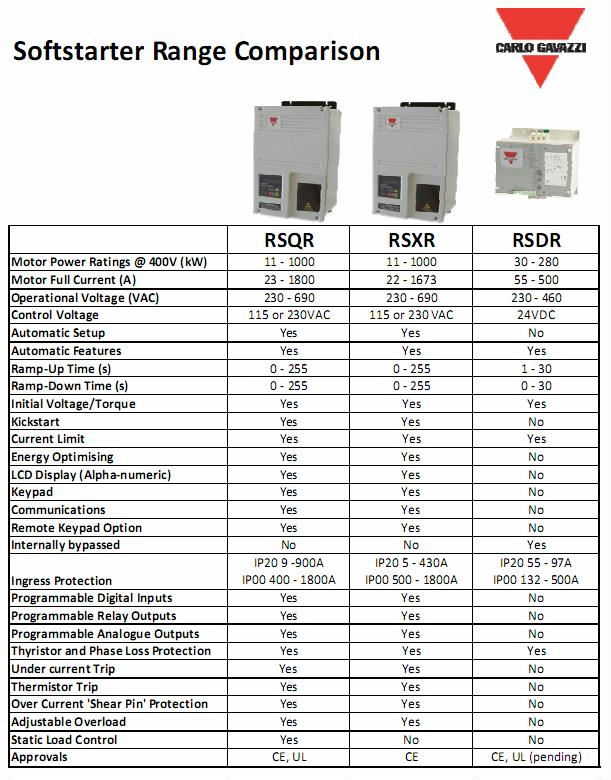 Softstarter Range Comparison
CARLO GAVAZZI
RSQR RSXR RSDR
Motor Power Ratings @ 400V (kW) 11 - 1000 11 - 1000 30 - 280
Motor Full Current (A) 23 - 1800 22 - 1673 55 - 500
Operational Voltage (VAC) 230 - 690 230 - 690 230 - 460
Control Voltage 115 or 230VAC 115 or 230VAC 24VDC
Automatic Setup Yes Yes No
Automatic Features Yes Yes Yes
Ramp-Up Time (s) 0 - 255 0 - 255 1 - 30
Ramp-Down Time (s) 0 - 255 0 - 255 0 - 30
Initial Voltage/Torque Yes Yes Yes
Kickstart Yes Yes No
Current Limit Yes Yes Yes
Energy Optimising Yes Yes No
LCD Display (Alpha-numeric) Yes Yes No
Keypad Yes Yes No
Communications Yes Yes No
Remote Keypad Option Yes Yes No
Internally bypassed No No Yes
IP20 9 -900A IP20 5 - 430A IP20 55 - 97A
Ingress Protection IP00 400 - 1800A IP00 500 - 1800A IP00 132 - 500A
Programmable Digital Inputs Yes Yes No
Programmable Relay Outputs Yes Yes No
Programmable Analogue Outputs Yes Yes No
Thyristor and Phase Loss Protection Yes Yes Yes
Under current Trip Yes Yes No
Thermistor Trip Yes Yes No
Over Current 'Shear Pin' Protection Yes Yes No
Adjustable Overload Yes Yes No
Static Load Control Yes No No
Approvals CE, UL CE CE, UL (pending)